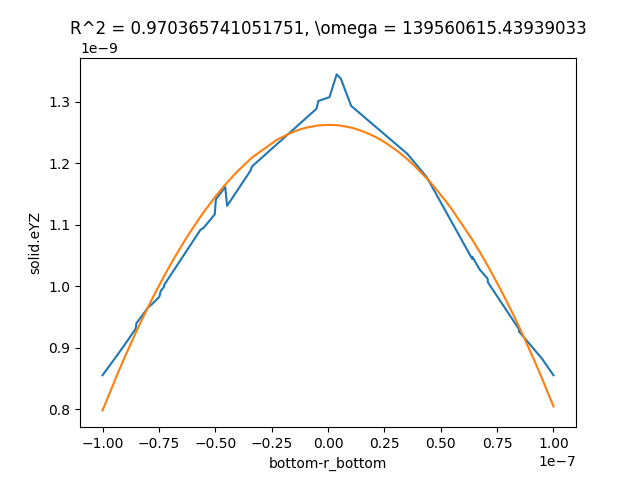 R^2 = 0.970365741051751, \omega = 139560615.43939033
1e−9
1.3
1.2
1.1
1.0
0.9
0.8
solid.eYZ
−1.00 −0.75 −0.50 −0.25 0.00 0.25 0.50 0.75 1.00
bottom-r_bottom
1e−7